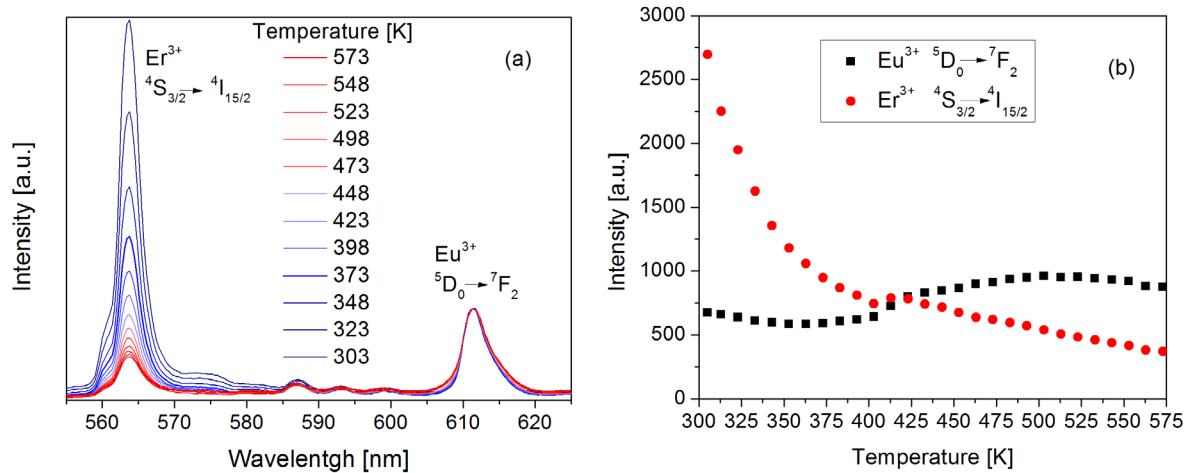 Temperature [K]
573
548
523
498
473
448
423
398
373
348
323
303
(a)
Er3+
4S3/2→ 4I15/2
Eu3+
5D0→7F2
Intensity [a.u.]
560 570 580 590 600 610 620
Wavelentgh [nm]
3000
2500
2000
1500
1000
500
0
Intensity [a.u.]
Eu3+ 5D0→7F2
Er3+ 4S3/2→4I15/2
(b)
300 325 350 375 400 425 450 475 500 525 550 575
Temperature [K]